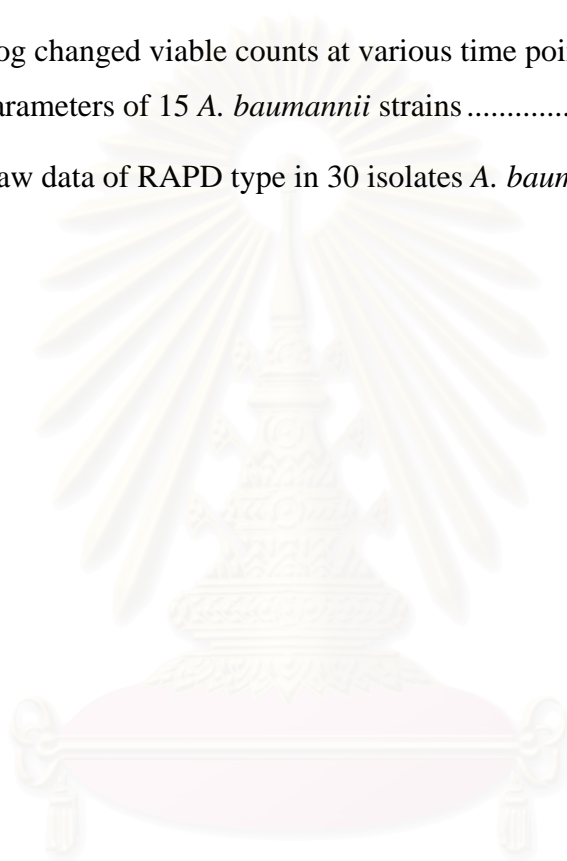 og changed viable counts at various time poi
arameters of 15 A. baumannii strains .............
aw data of RAPD type in 30 isolates A. baum